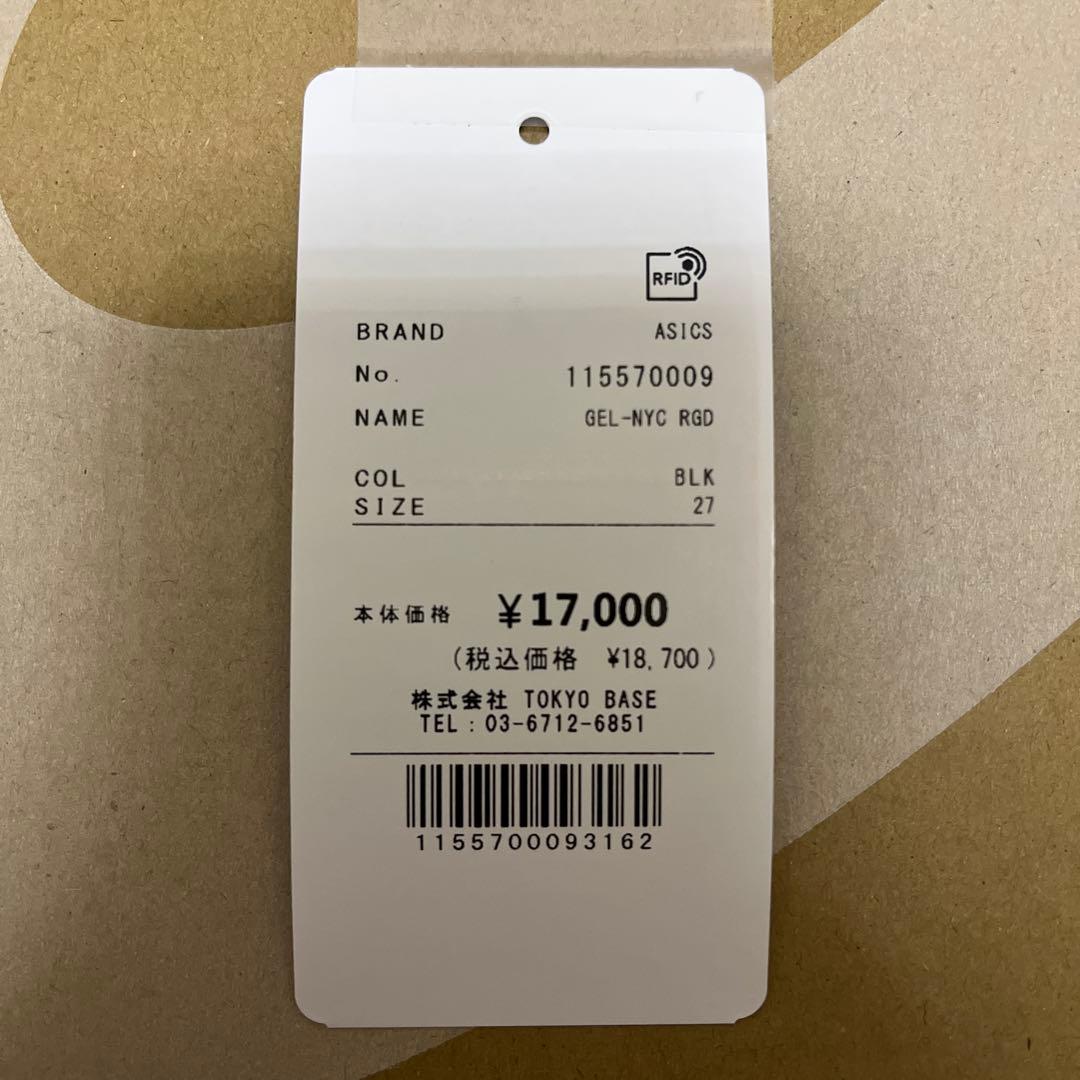 RFID
BRAND ASICS
No. 115570009
NAME GEL-NYC RGD
COL BLK
SIZE 27
本体価格 ¥17,000
(税込価格 ¥18,700)
株式会社 TOKYO BASE
TEL:03-6712-6851
1155700093162